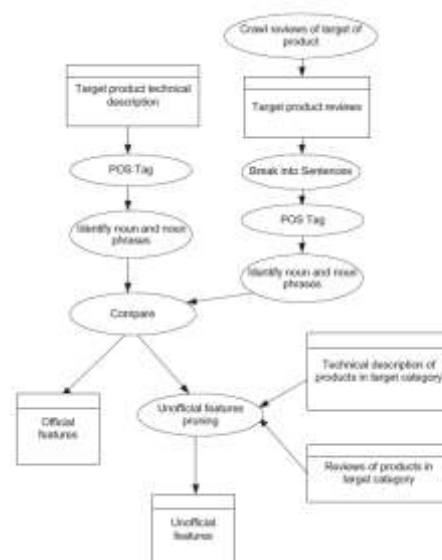 Crawl reviews of target of
product
Target product technical
description
Target product reviews
POS Tag
Break into Sentences
POS Tag
Identify noun and noun
phrases
Identify noun and noun
phrases
Compare
Technical description of
products in target category
Official
features
Unofficial features
pruning
Reviews of products in
target category
Unofficial
features